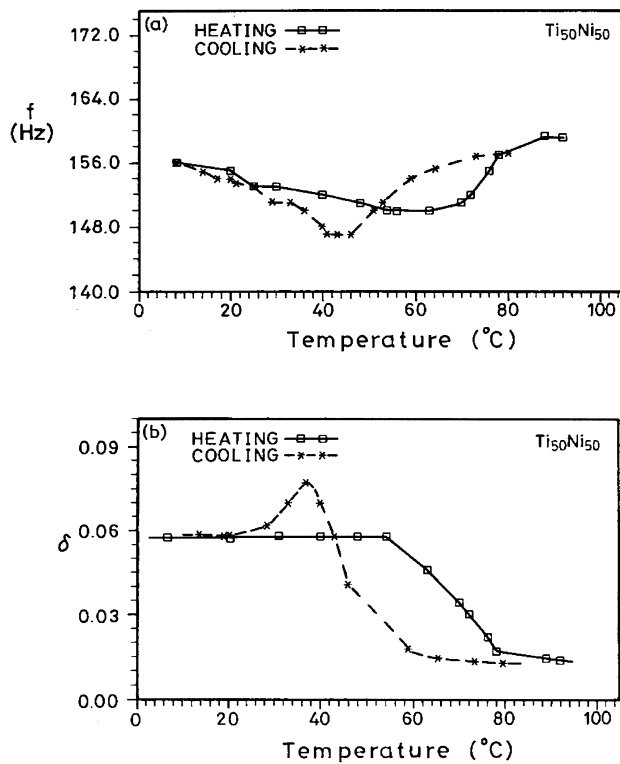 (a) HEATING Ti50Ni50
COOLING
172.0
164.0
f
(Hz)
156.0
148.0
140.0
0 20 40 60 80 100
Temperature (°C)
(b) HEATING Ti50Ni50
COOLING
0.09
0.06
δ
0.03
0.00
0 20 40 60 80 100
Temperature (°C)